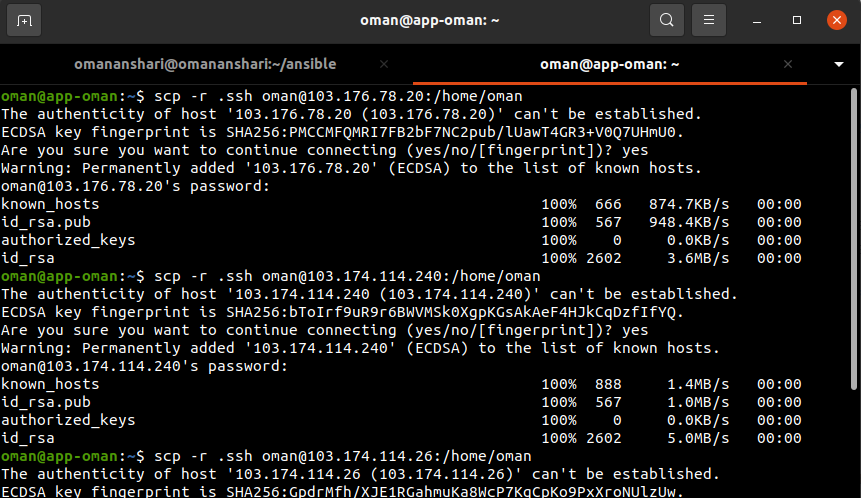 oman@app-oman: ~
omananshari@omananshari:~/ansible
oman@app-oman: ~
oman@app-oman:~$ scp -r .ssh oman@103.176.78.20:/home/oman
The authenticity of host '103.176.78.20 (103.176.78.20)' can't be established.
ECDSA key fingerprint is SHA256:PMCCMFQMRI7FB2bF7NC2pub/lUawT4GR3+V0Q7UHmU0.
Are you sure you want to continue connecting (yes/no/[fingerprint])? yes
Warning: Permanently added '103.176.78.20' (ECDSA) to the list of known hosts.
oman@103.176.78.20's password:
known_hosts 100% 666 874.7KB/s 00:00
id_rsa.pub 100% 567 948.4KB/s 00:00
authorized_keys 100% 0 0.0KB/s 00:00
id_rsa 100% 2602 3.6MB/s 00:00
oman@app-oman:~$ scp -r .ssh oman@103.174.114.240:/home/oman
The authenticity of host '103.174.114.240 (103.174.114.240)' can't be established.
ECDSA key fingerprint is SHA256:bToIrf9uR9r6BWVMSk0XgpKGsAkAeF4HJkCqDzfIfYQ.
Are you sure you want to continue connecting (yes/no/[fingerprint])? yes
Warning: Permanently added '103.174.114.240' (ECDSA) to the list of known hosts.
oman@103.174.114.240's password:
known_hosts 100% 888 1.4MB/s 00:00
id_rsa.pub 100% 567 1.0MB/s 00:00
authorized_keys 100% 0 0.0KB/s 00:00
id_rsa 100% 2602 5.0MB/s 00:00
oman@app-oman:~$ scp -r .ssh oman@103.174.114.26:/home/oman
The authenticity of host '103.174.114.26 (103.174.114.26)' can't be established.
ECDSA key fingerprint is SHA256:GpdrMfh/XJE1RGahmuKa8WcP7KqCpKo9PxXroNUlzUw.